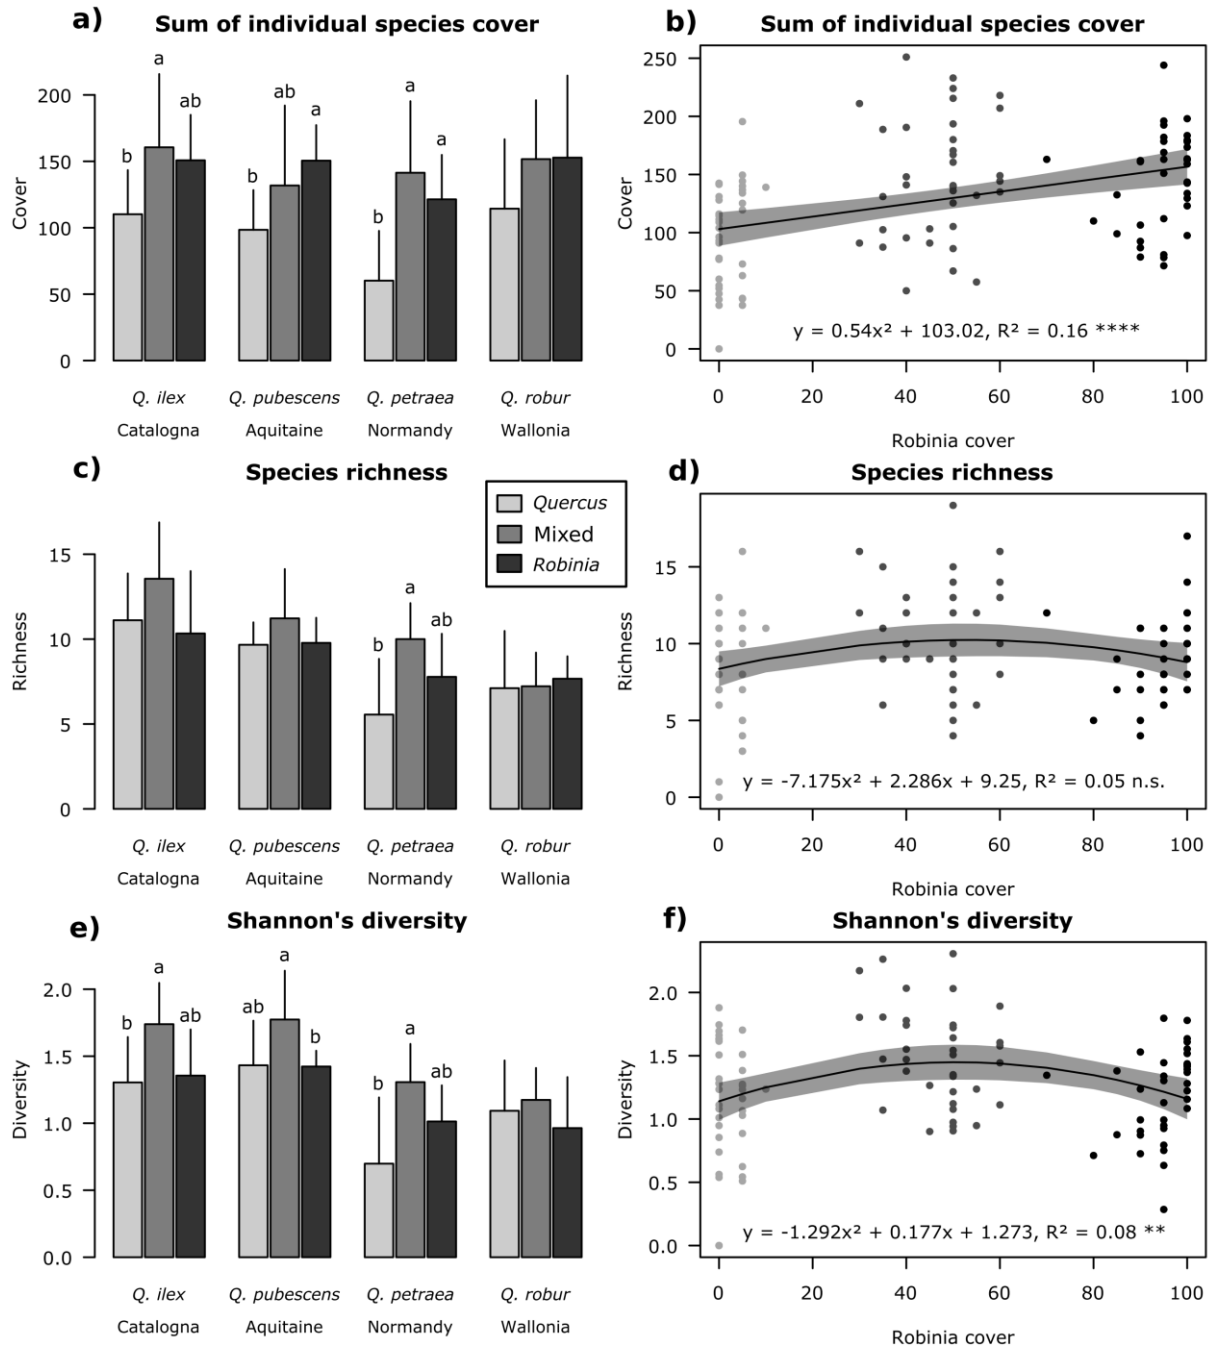 a)
Sum of individual species cover
a
ab
a
a
ab
a
b
b
b
200
150
100
50
0
Cover
Q. ilex
Q. pubescens
Q. petraea
Q. robur
Catalogna
Aquitaine
Normandy
Wallonia
b)
Sum of individual species cover
250
200
150
100
50
0
Cover
y = 0.54x² + 103.02, R² = 0.16 ****
0
20
40
60
80
100
Robinia cover
c)
Species richness
Quercus
Mixed
Robinia
15
10
5
0
Richness
b
a
ab
Q. ilex
Q. pubescens
Q. petraea
Q. robur
Catalogna
Aquitaine
Normandy
Wallonia
d)
Species richness
15
10
5
0
Richness
y = -7.175x² + 2.286x + 9.25, R² = 0.05 n.s.
0
20
40
60
80
100
Robinia cover
e)
Shannon's diversity
2.0
1.5
1.0
0.5
0.0
Diversity
b
a
ab
ab
a
b
b
a
ab
Q. ilex
Q. pubescens
Q. petraea
Q. robur
Catalogna
Aquitaine
Normandy
Wallonia
f)
Shannon's diversity
2.0
1.5
1.0
0.5
0.0
Diversity
y = -1.292x² + 0.177x + 1.273, R² = 0.08 **
0
20
40
60
80
100
Robinia cover